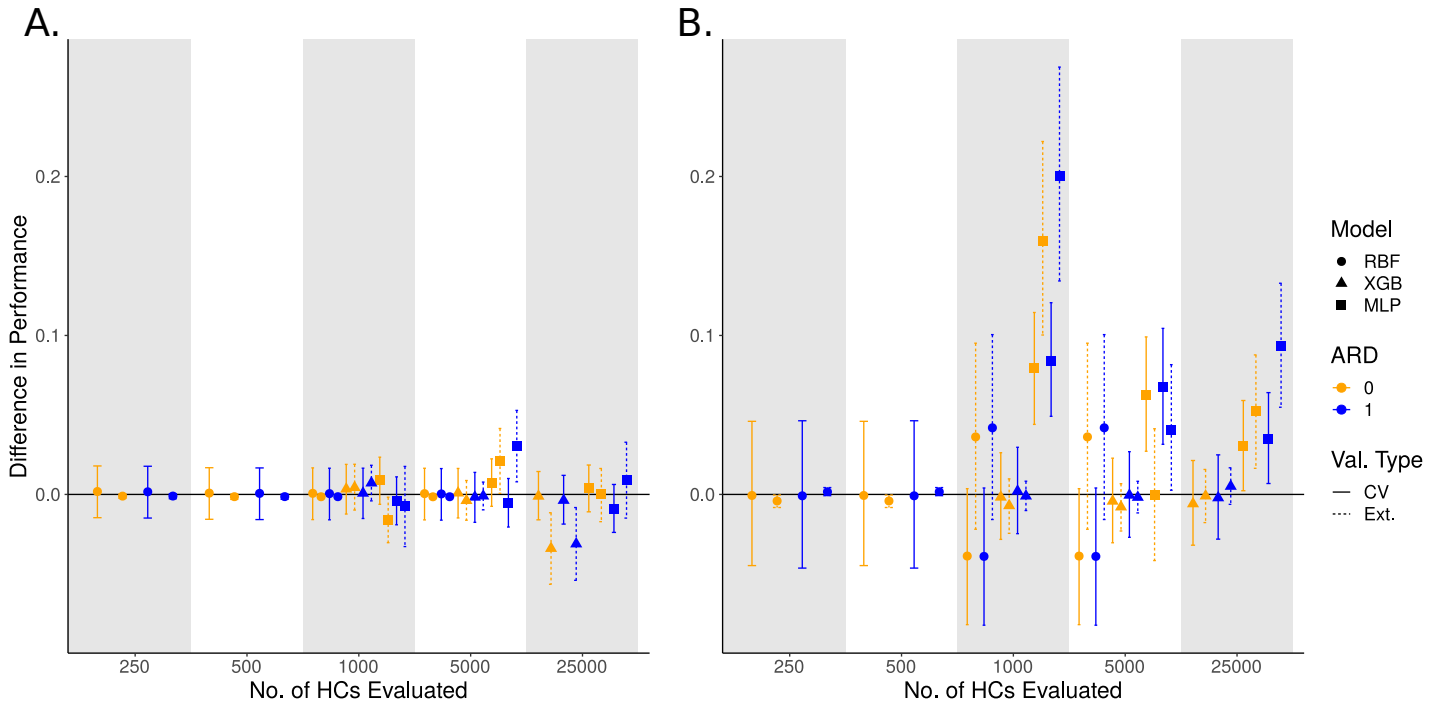 A.
B.
Difference in Performance
0.2
0.1
0.0
250
500
1000
5000
25000
No. of HCs Evaluated
0.2
0.1
0.0
250
500
1000
5000
25000
No. of HCs Evaluated
Model
RBF
XGB
MLP
ARD
0
1
Val. Type
CV
Ext.